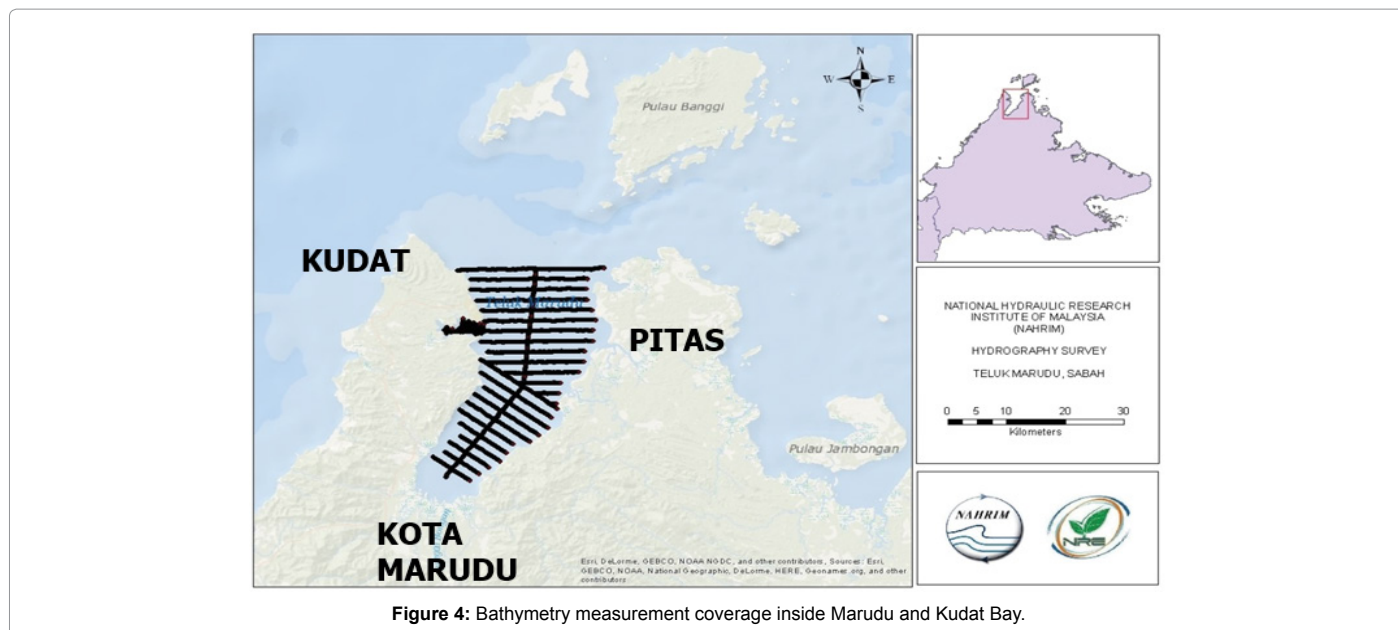 N
W E
S
Pulau Banggi
KUDAT
Teluk Marudu
PITAS
Pulau Jambongan
KOTA
MARUDU
Esri, DeLorme, GEBCO, NOAA NGDC, and other contributors, Sources: Esri,
GEBCO, NOAA, National Geographic, DeLorme, HERE, Geonames.org, and other
contributors
NATIONAL HYDRAULIC RESEARCH
INSTITUTE OF MALAYSIA
(NAHRIM)
HYDROGRAPHY SURVEY
TELUK MARUDU, SABAH
0 5 10 20 30
Kilometers
NAHRIM
NRE
Figure 4: Bathymetry measurement coverage inside Marudu and Kudat Bay.